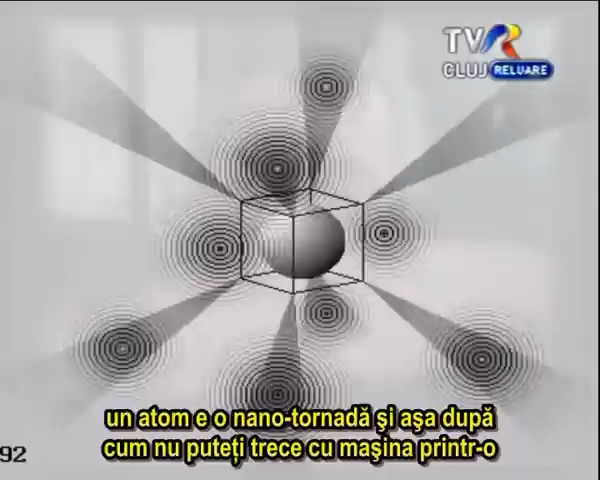 TVR
CLUJ RELUARE
un atom e o nano-tornadă şi aşa după
cum nu puteţi trece cu maşina printr-o
92